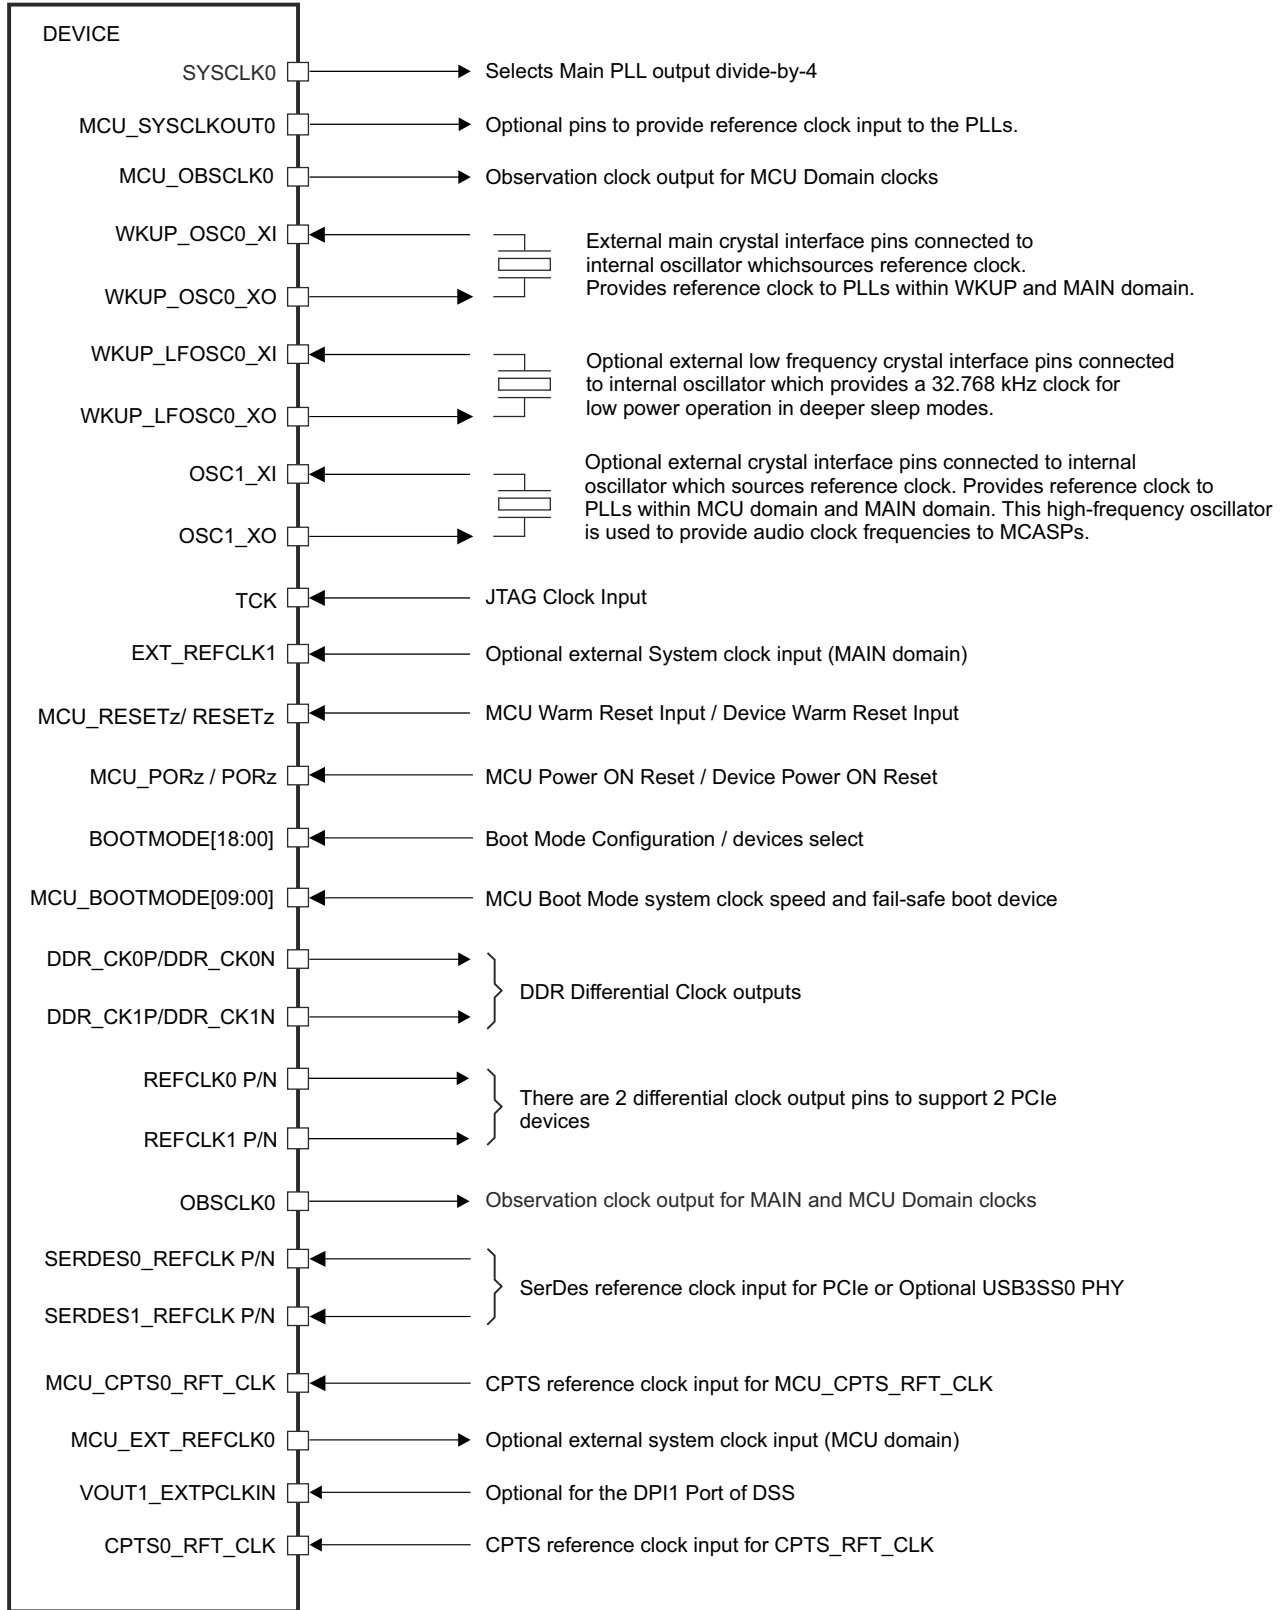 DEVICE
SYSCLK0
Selects Main PLL output divide-by-4
MCU_SYSCLKOUT0
Optional pins to provide reference clock input to the PLLs.
MCU_OBSCLK0
Observation clock output for MCU Domain clocks
WKUP_OSC0_XI
WKUP_OSC0_XO
External main crystal interface pins connected to
internal oscillator whichsources reference clock.
Provides reference clock to PLLs within WKUP and MAIN domain.
WKUP_LFOSC0_XI
WKUP_LFOSC0_XO
Optional external low frequency crystal interface pins connected
to internal oscillator which provides a 32.768 kHz clock for
low power operation in deeper sleep modes.
OSC1_XI
OSC1_XO
Optional external crystal interface pins connected to internal
oscillator which sources reference clock. Provides reference clock to
PLLs within MCU domain and MAIN domain. This high-frequency oscillator
is used to provide audio clock frequencies to MCASPs.
TCK
JTAG Clock Input
EXT_REFCLK1
Optional external System clock input (MAIN domain)
MCU_RESETz/ RESETz
MCU Warm Reset Input / Device Warm Reset Input
MCU_PORz / PORz
MCU Power ON Reset / Device Power ON Reset
BOOTMODE[18:00]
Boot Mode Configuration / devices select
MCU_BOOTMODE[09:00]
MCU Boot Mode system clock speed and fail-safe boot device
DDR_CK0P/DDR_CK0N
DDR_CK1P/DDR_CK1N
DDR Differential Clock outputs
REFCLK0 P/N
REFCLK1 P/N
There are 2 differential clock output pins to support 2 PCIe
devices
OBSCLK0
Observation clock output for MAIN and MCU Domain clocks
SERDES0_REFCLK P/N
SERDES1_REFCLK P/N
SerDes reference clock input for PCIe or Optional USB3SS0 PHY
MCU_CPTS0_RFT_CLK
CPTS reference clock input for MCU_CPTS_RFT_CLK
MCU_EXT_REFCLK0
Optional external system clock input (MCU domain)
VOUT1_EXTPCLKIN
Optional for the DPI1 Port of DSS
CPTS0_RFT_CLK
CPTS reference clock input for CPTS_RFT_CLK